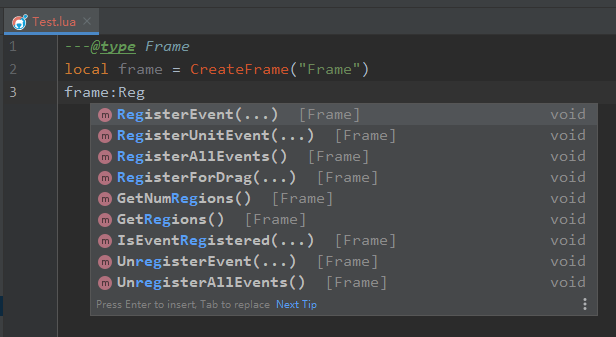 Test.lua
1 ---@type Frame
2 local frame = CreateFrame("Frame")
3 frame:Reg
m RegisterEvent(...) [Frame] void
m RegisterUnitEvent(...) [Frame] void
m RegisterAllEvents() [Frame] void
m RegisterForDrag(...) [Frame] void
m GetNumRegions() [Frame] void
m GetRegions() [Frame] void
m IsEventRegistered(...) [Frame] void
m UnregisterEvent(...) [Frame] void
m UnregisterAllEvents() [Frame] void
Press Enter to insert, Tab to replace Next Tip